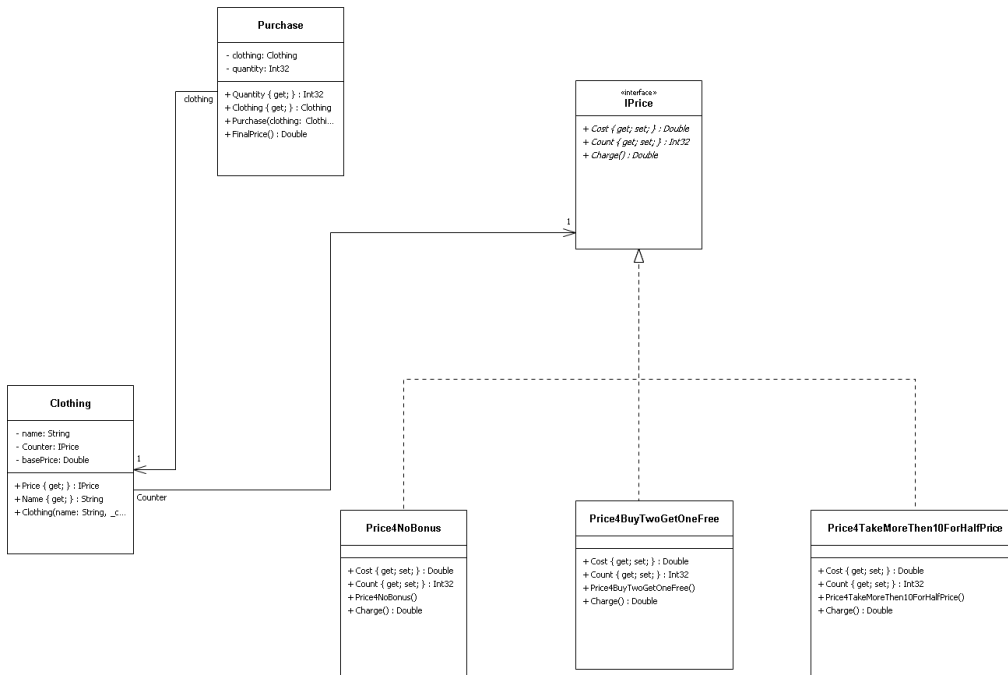 Purchase
- clothing: Clothing
- quantity: Int32
+ Quantity { get; } : Int32
+ Clothing { get; } : Clothing
+ Purchase(clothing: Clothi...
+ FinalPrice() : Double
clothing
«interface»
IPrice
+ Cost { get; set; } : Double
+ Count { get; set; } : Int32
+ Charge() : Double
1
Clothing
- name: String
- Counter: IPrice
- basePrice: Double
+ Price { get; } : IPrice
+ Name { get; } : String
+ Clothing(name: String, _c...
1
Counter
Price4NoBonus
+ Cost { get; set; } : Double
+ Count { get; set; } : Int32
+ Price4NoBonus()
+ Charge() : Double
Price4BuyTwoGetOneFree
+ Cost { get; set; } : Double
+ Count { get; set; } : Int32
+ Price4BuyTwoGetOneFree()
+ Charge() : Double
Price4TakeMoreThen10ForHalfPrice
+ Cost { get; set; } : Double
+ Count { get; set; } : Int32
+ Price4TakeMoreThen10ForHalfPrice()
+ Charge() : Double